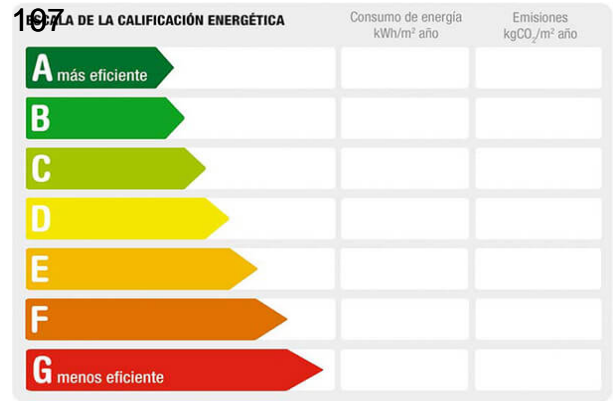 197
ESCALA DE LA CALIFICACIÓN ENERGÉTICA
Consumo de energía
kWh/m² año
Emisiones
kgCO₂/m² año
A más eficiente
B
C
D
E
F
G menos eficiente